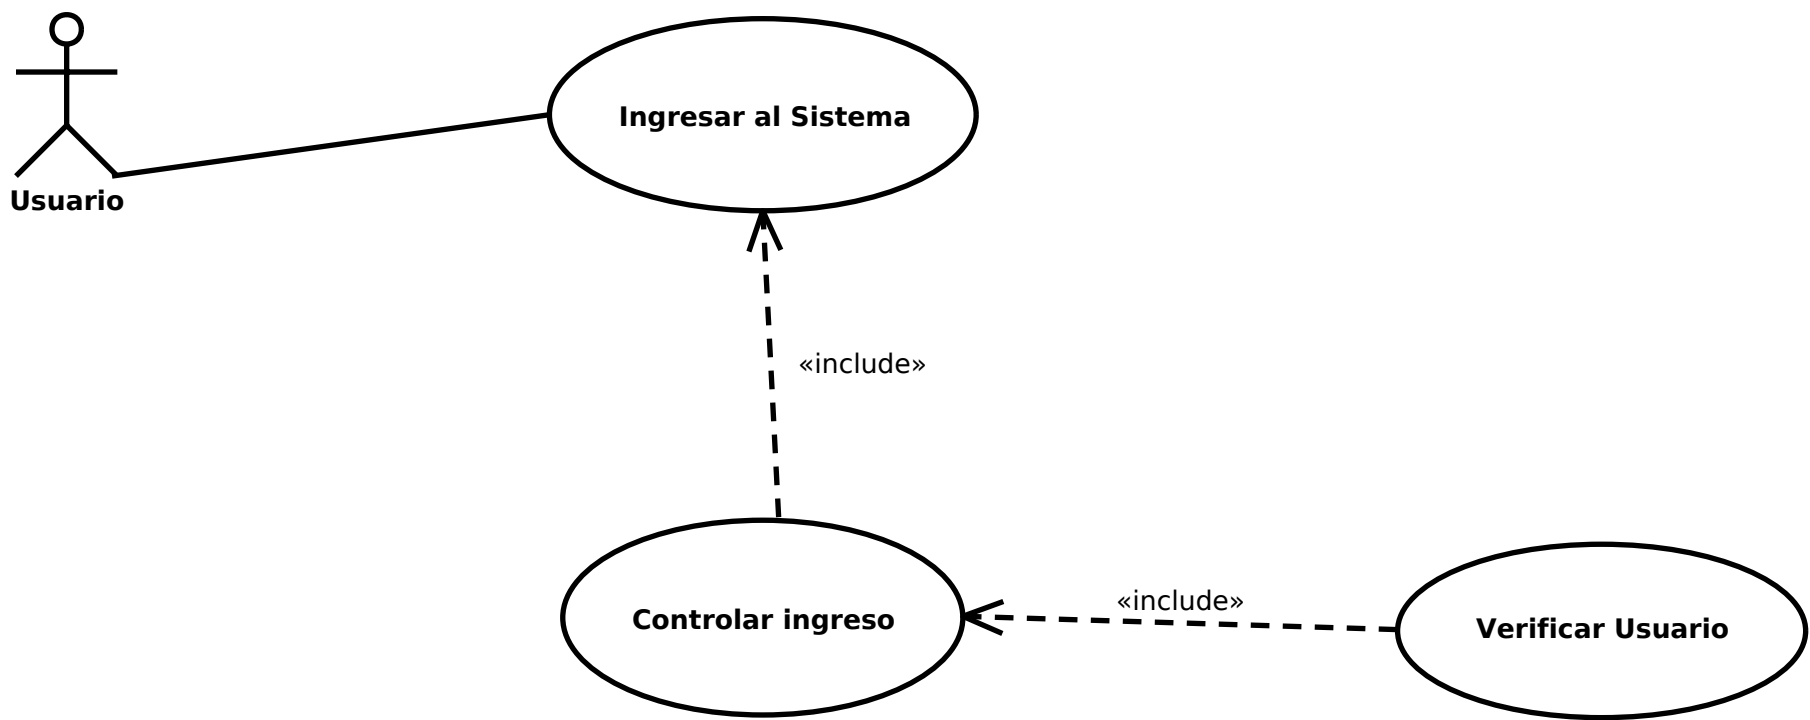 Ingresar al Sistema
Usuario
«include»
Controlar ingreso
«include»
Verificar Usuario